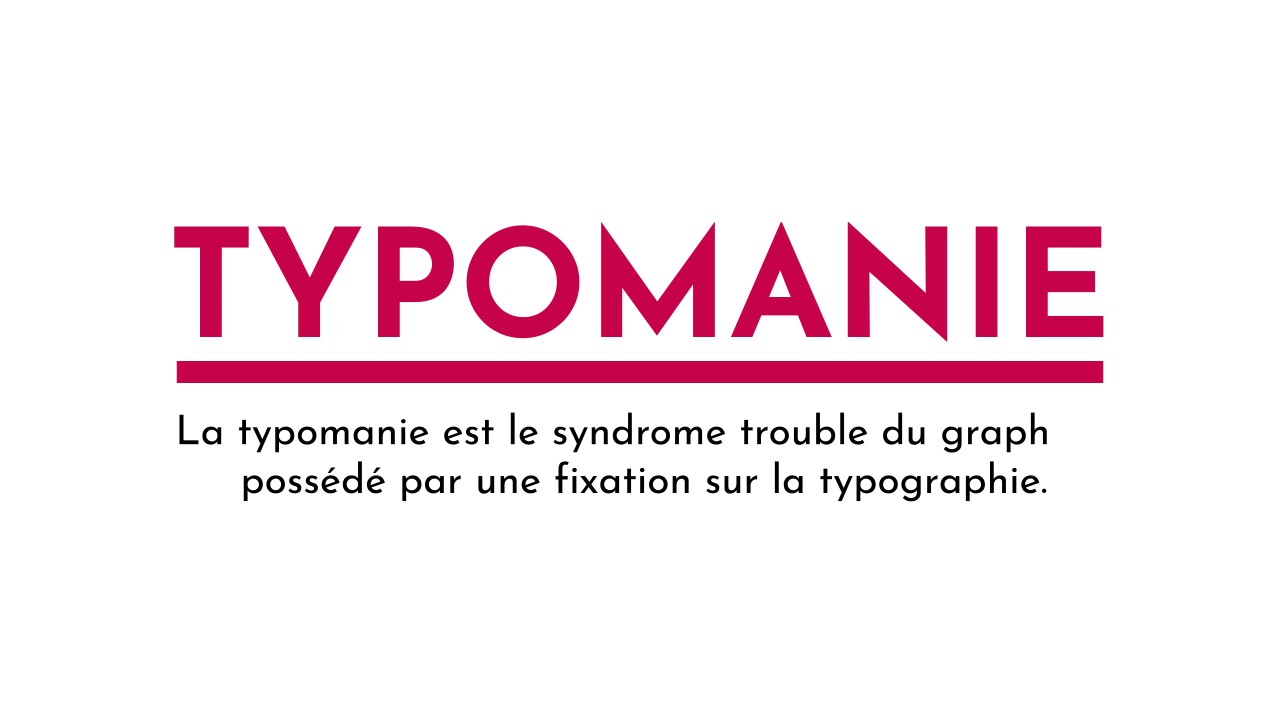 TYPOMANIE
La typomanie est le syndrome trouble du graph
possédé par une fixation sur la typographie.